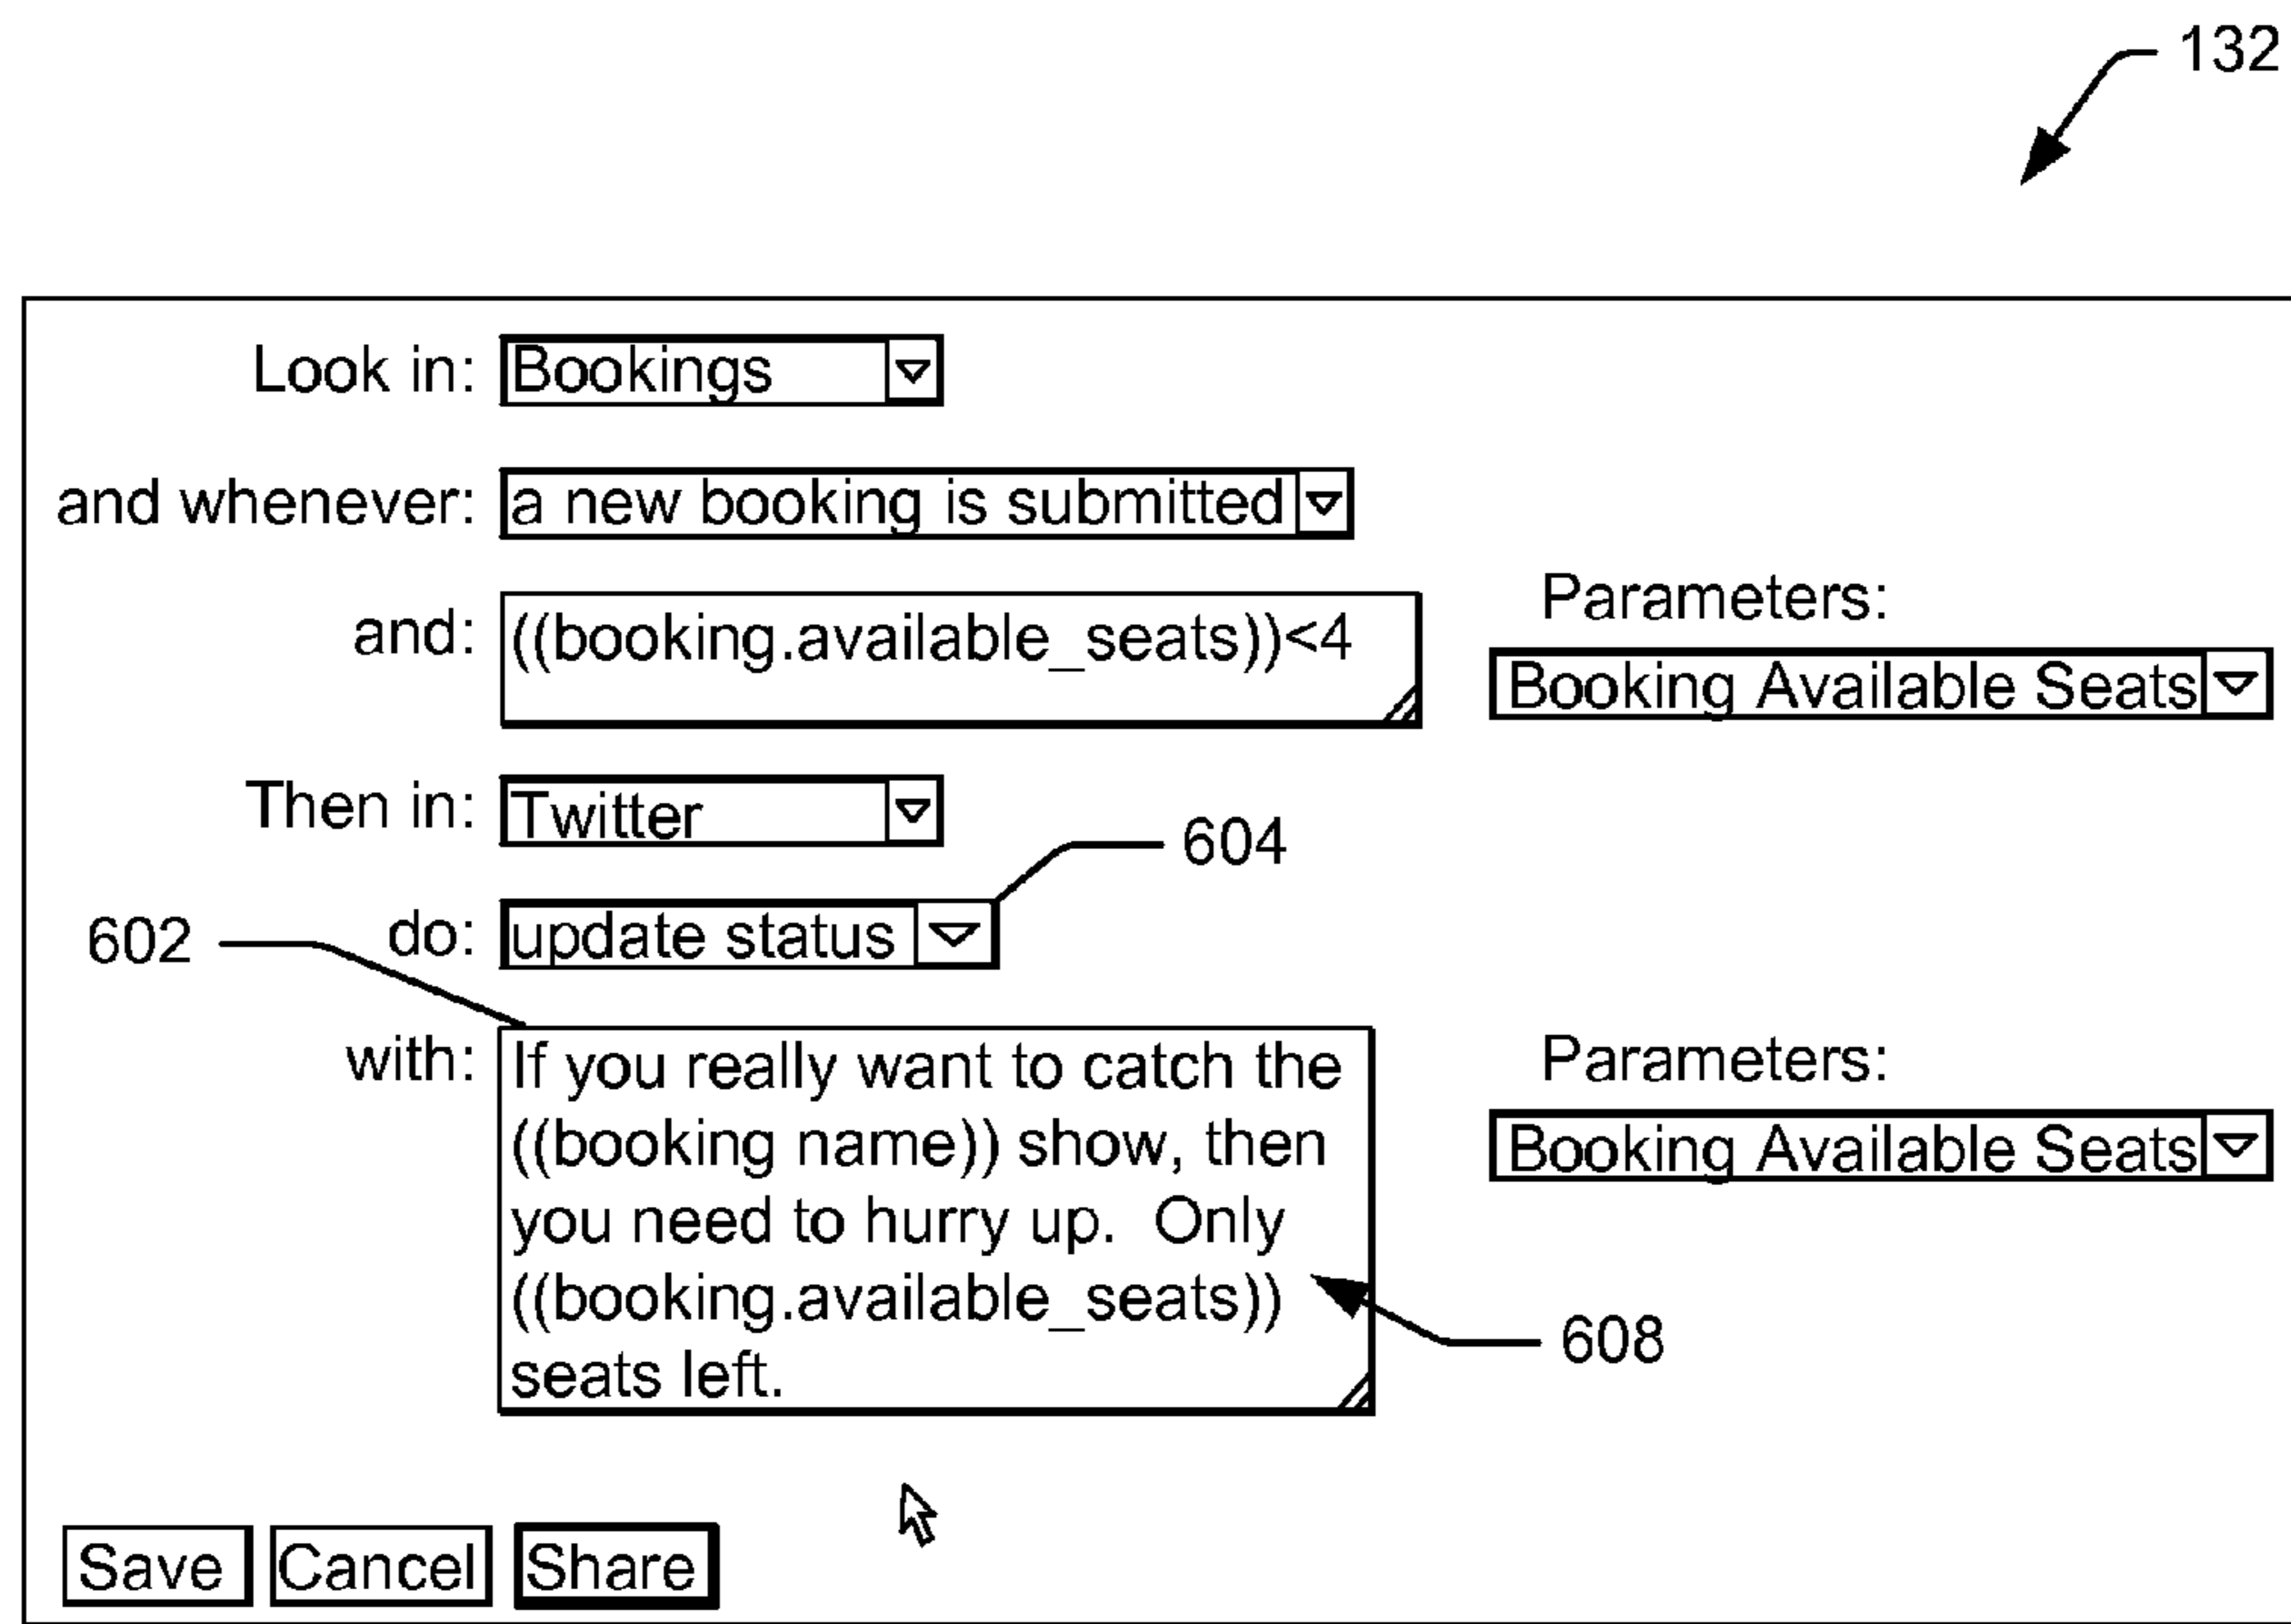 132
Look in: Bookings
and whenever: a new booking is submitted
Parameters:
and: ((booking.available_seats))<4
Booking Available Seats
Then in: Twitter
604
602 do: update status
with: If you really want to catch the
((booking name)) show, then
you need to hurry up. Only
((booking.available_seats))
seats left.
Parameters:
Booking Available Seats
608
Save Cancel Share